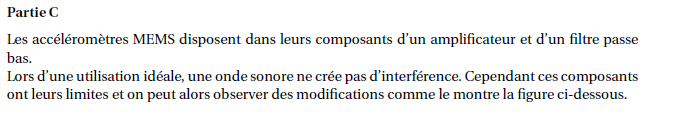 Partie C
Les accéléromètres MEMS disposent dans leurs composants d'un amplificateur et d'un filtre passe
bas.
Lors d'une utilisation idéale, une onde sonore ne crée pas d'interférence. Cependant ces composants
ont leurs limites et on peut alors observer des modifications comme le montre la figure ci-dessous.